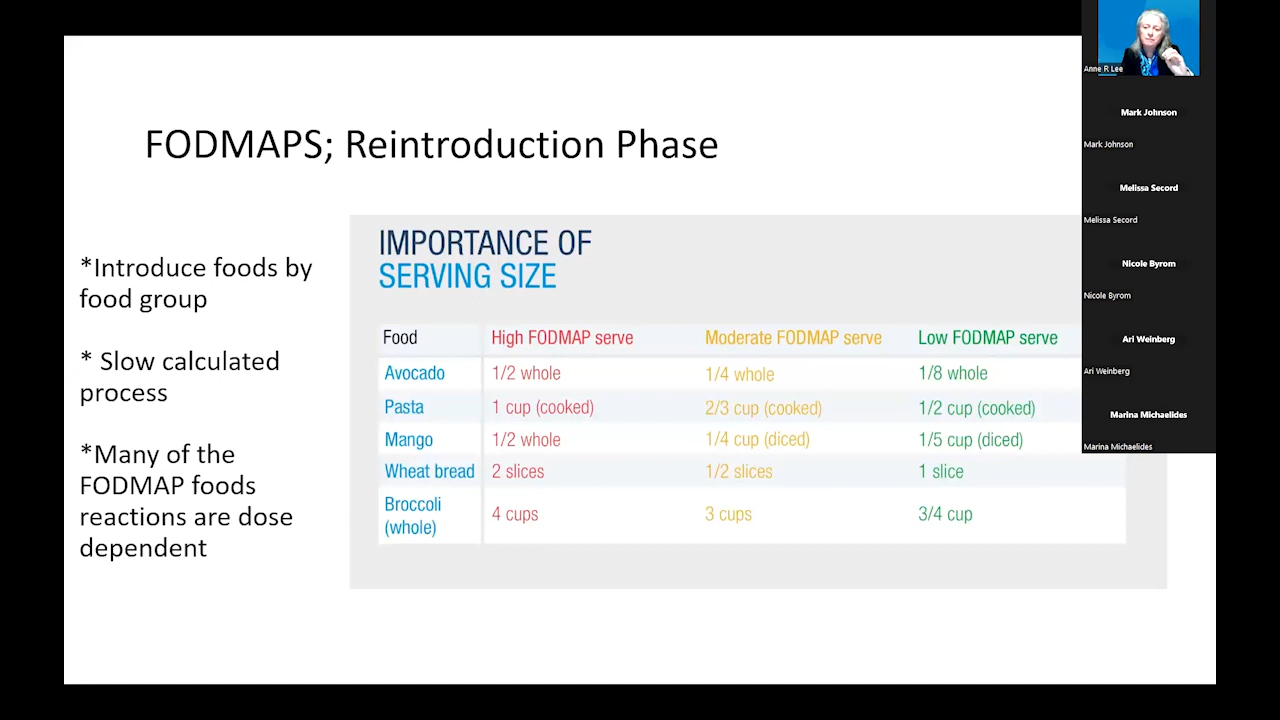 FODMAPS; Reintroduction Phase
*Introduce foods by
food group
* Slow calculated
process
*Many of the
FODMAP foods
reactions are dose
dependent
IMPORTANCE OF
SERVING SIZE
Food High FODMAP serve Moderate FODMAP serve Low FODMAP serve
Avocado 1/2 whole 1/4 whole 1/8 whole
Pasta 1 cup (cooked) 2/3 cup (cooked) 1/2 cup (cooked)
Mango 1/2 whole 1/4 cup (diced) 1/5 cup (diced)
Wheat bread 2 slices 1/2 slices 1 slice
Broccoli
(whole) 4 cups 3 cups 3/4 cup
Anne R Lee
Mark Johnson
Mark Johnson
Melissa Secord
Melissa Secord
Nicole Byrom
Nicole Byrom
Ari Weinberg
Ari Weinberg
Marina Michaelides
Marina Michaelides